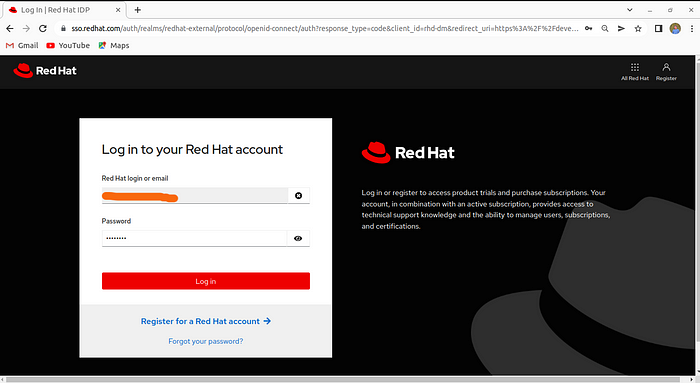 Log In | Red Hat IDP
sso.redhat.com/auth/realms/redhat-external/protocol/openid-connect/auth?response_type=code&client_id=rhd-dm&redirect_uri=https%3A%2F%2Fdeve...
Gmail YouTube Maps
Red Hat
All Red Hat Register
Log in to your Red Hat account
Red Hat login or email
Password
••••••••
Log in
Register for a Red Hat account →
Forgot your password?
Red Hat
Log in or register to access product trials and purchase subscriptions. Your
account, in combination with an active subscription, provides access to
technical support knowledge and the ability to manage users, subscriptions,
and certifications.